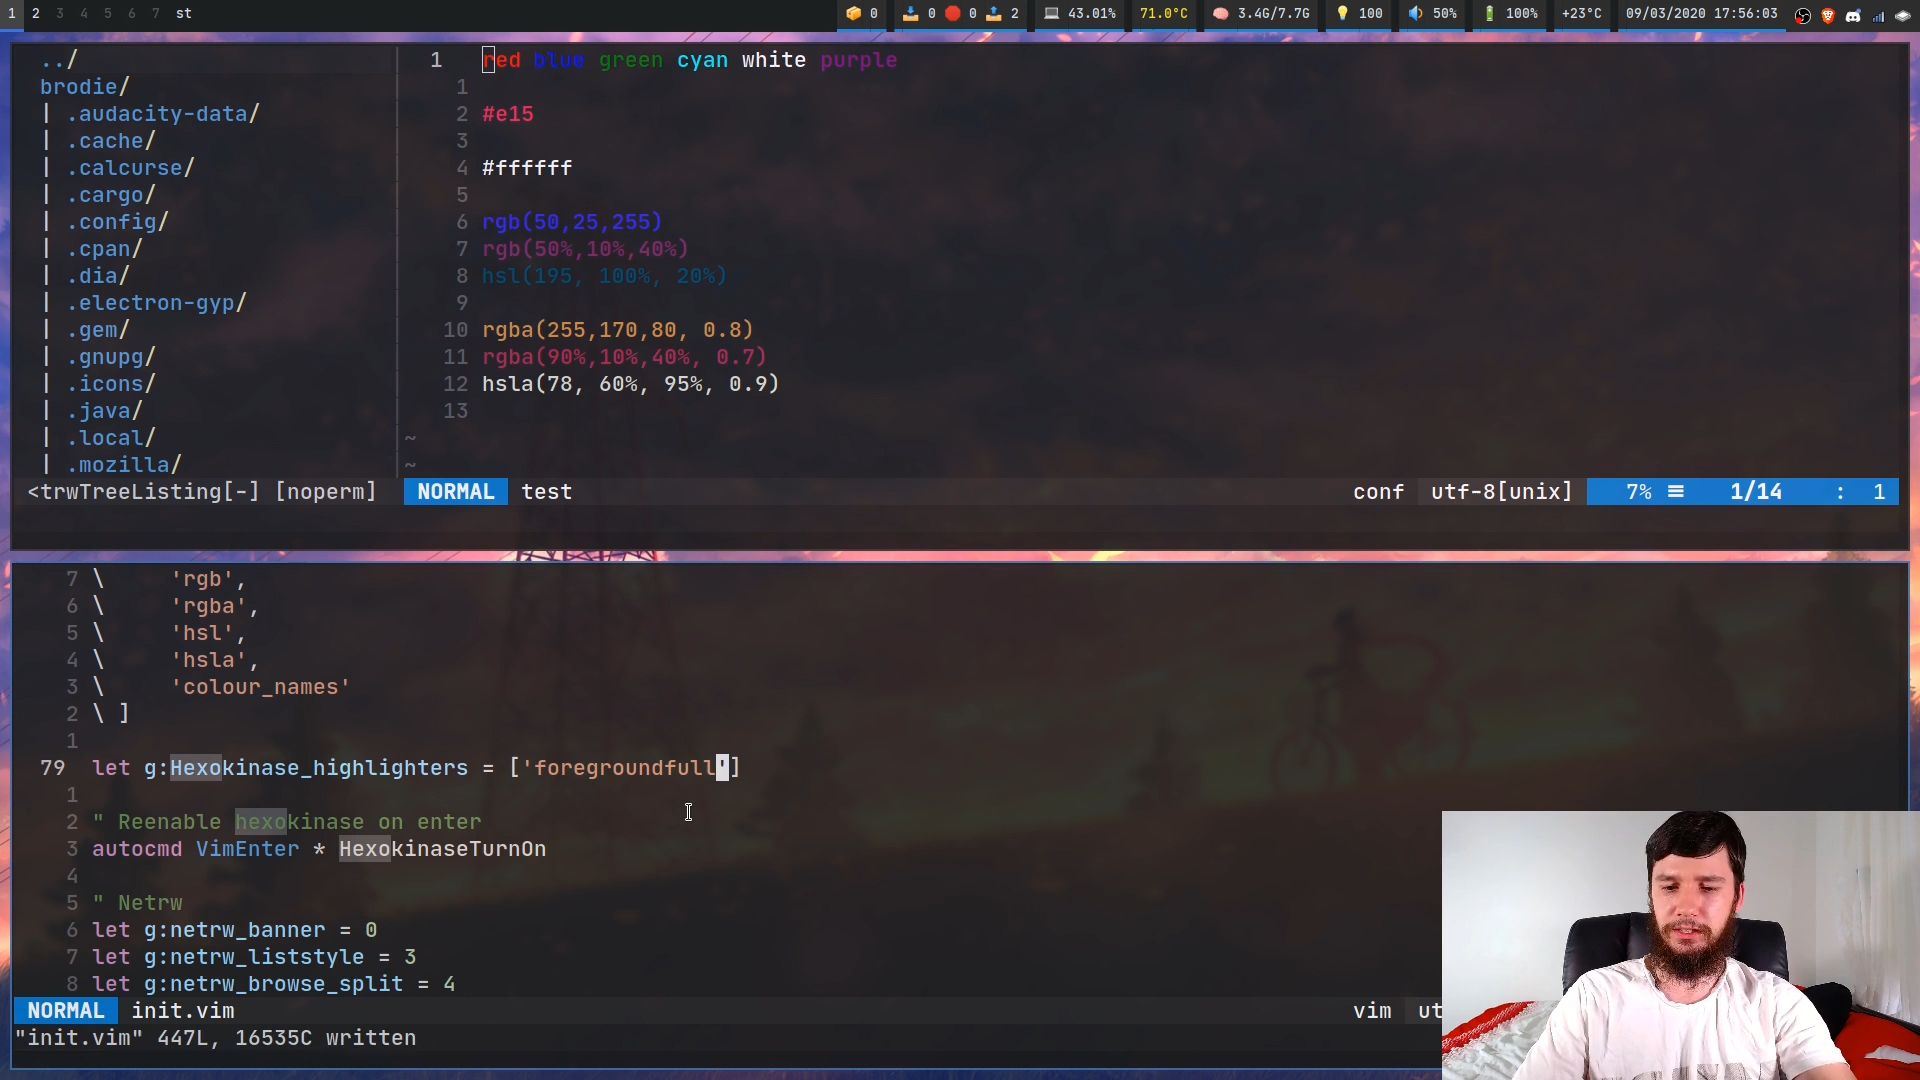 1 2 3 4 5 6 7 st 0 0 0 2 43.01% 71.0°C 3.4G/7.7G 100 50% 100% +23°C 09/03/2020 17:56:03
../
brodie/
| .audacity-data/
| .cache/
| .calcurse/
| .cargo/
| .config/
| .cpan/
| .dia/
| .electron-gyp/
| .gem/
| .gnupg/
| .icons/
| .java/
| .local/
| .mozilla/
<trwTreeListing[-] [noperm]
1 red blue green cyan white purple
1
2 #e15
3
4 #ffffff
5
6 rgb(50,25,255)
7 rgb(50%,10%,40%)
8 hsl(195, 100%, 20%)
9
10 rgba(255,170,80, 0.8)
11 rgba(90%,10%,40%, 0.7)
12 hsla(78, 60%, 95%, 0.9)
13
~
~
NORMAL test conf utf-8[unix] 7% ≡ 1/14 : 1
7 \ 'rgb',
6 \ 'rgba',
5 \ 'hsl',
4 \ 'hsla',
3 \ 'colour_names'
2 \ ]
1
79 let g:Hexokinase_highlighters = ['foregroundfull']
1
2 " Reenable hexokinase on enter
3 autocmd VimEnter * HexokinaseTurnOn
4
5 " Netrw
6 let g:netrw_banner = 0
7 let g:netrw_liststyle = 3
8 let g:netrw_browse_split = 4
NORMAL init.vim vim ut
"init.vim" 447L, 16535C written